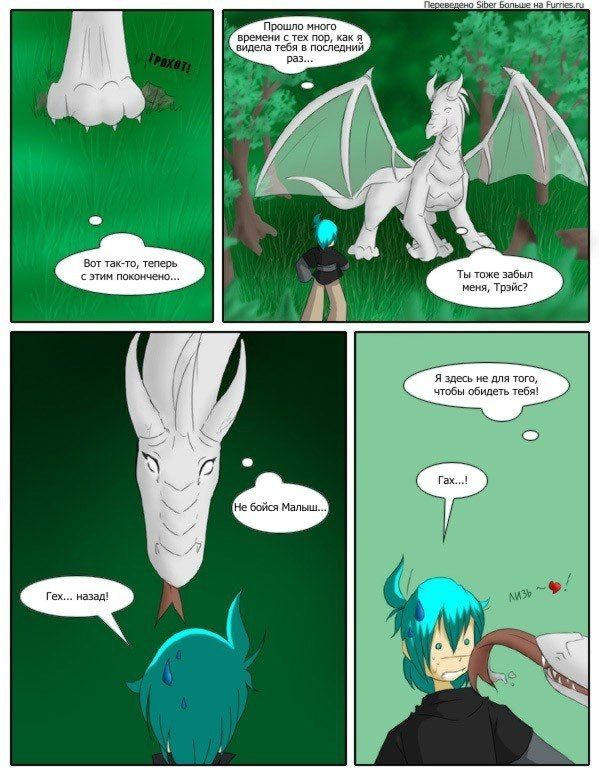 Переведено Siber Больше на Furries.ru
ГРОХОТ!
Вот так-то, теперь
с этим покончено...
Прошло много
времени с тех пор, как я
видела тебя в последний
раз...
Ты тоже забыл
меня, Трэйс?
Не бойся Малыш...
Гех... назад!
Я здесь не для того,
чтобы обидеть тебя!
Гах...!
ЛИЗЬ ~ !